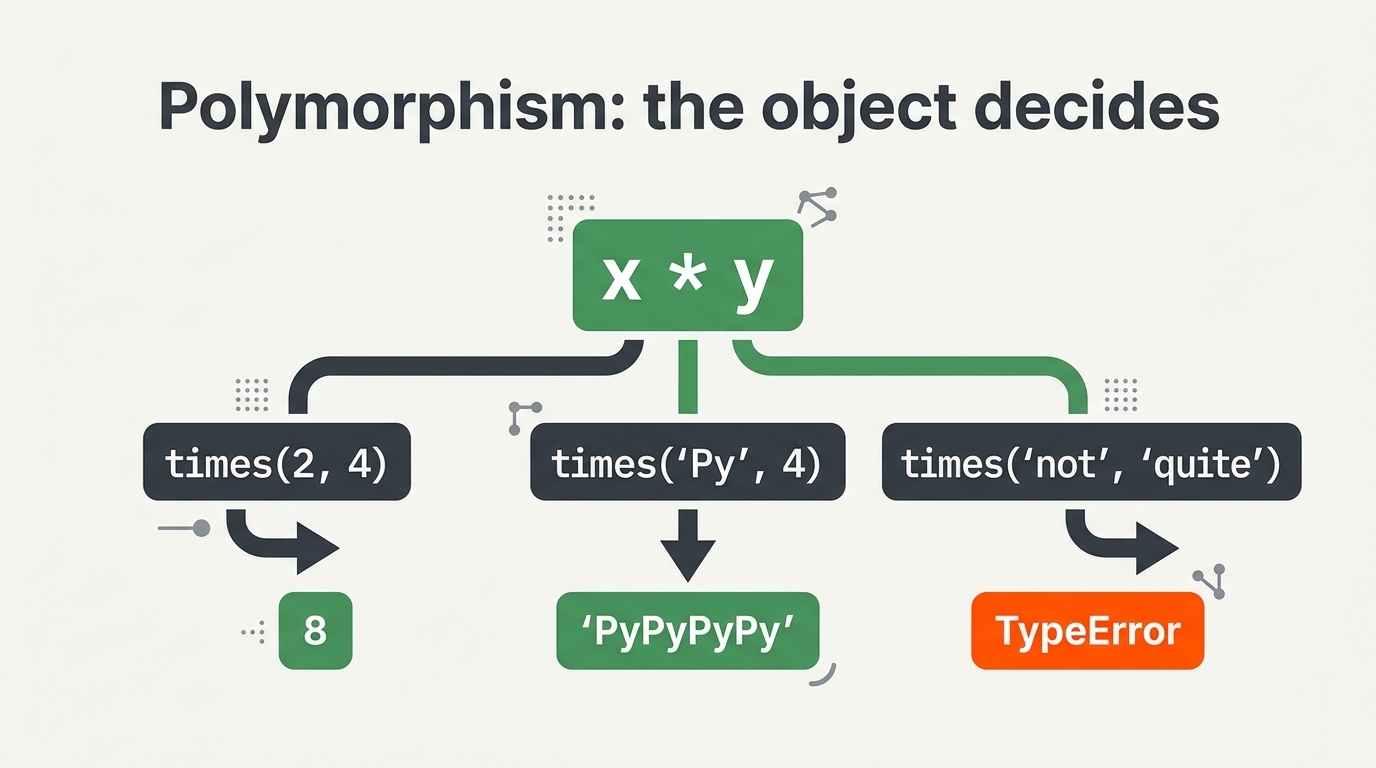 Polymorphism: the object decides
x * y
times(2, 4)
times(‘Py’, 4)
times(‘not’, ‘quite’)
8
‘PyPyPyPy’
TypeError